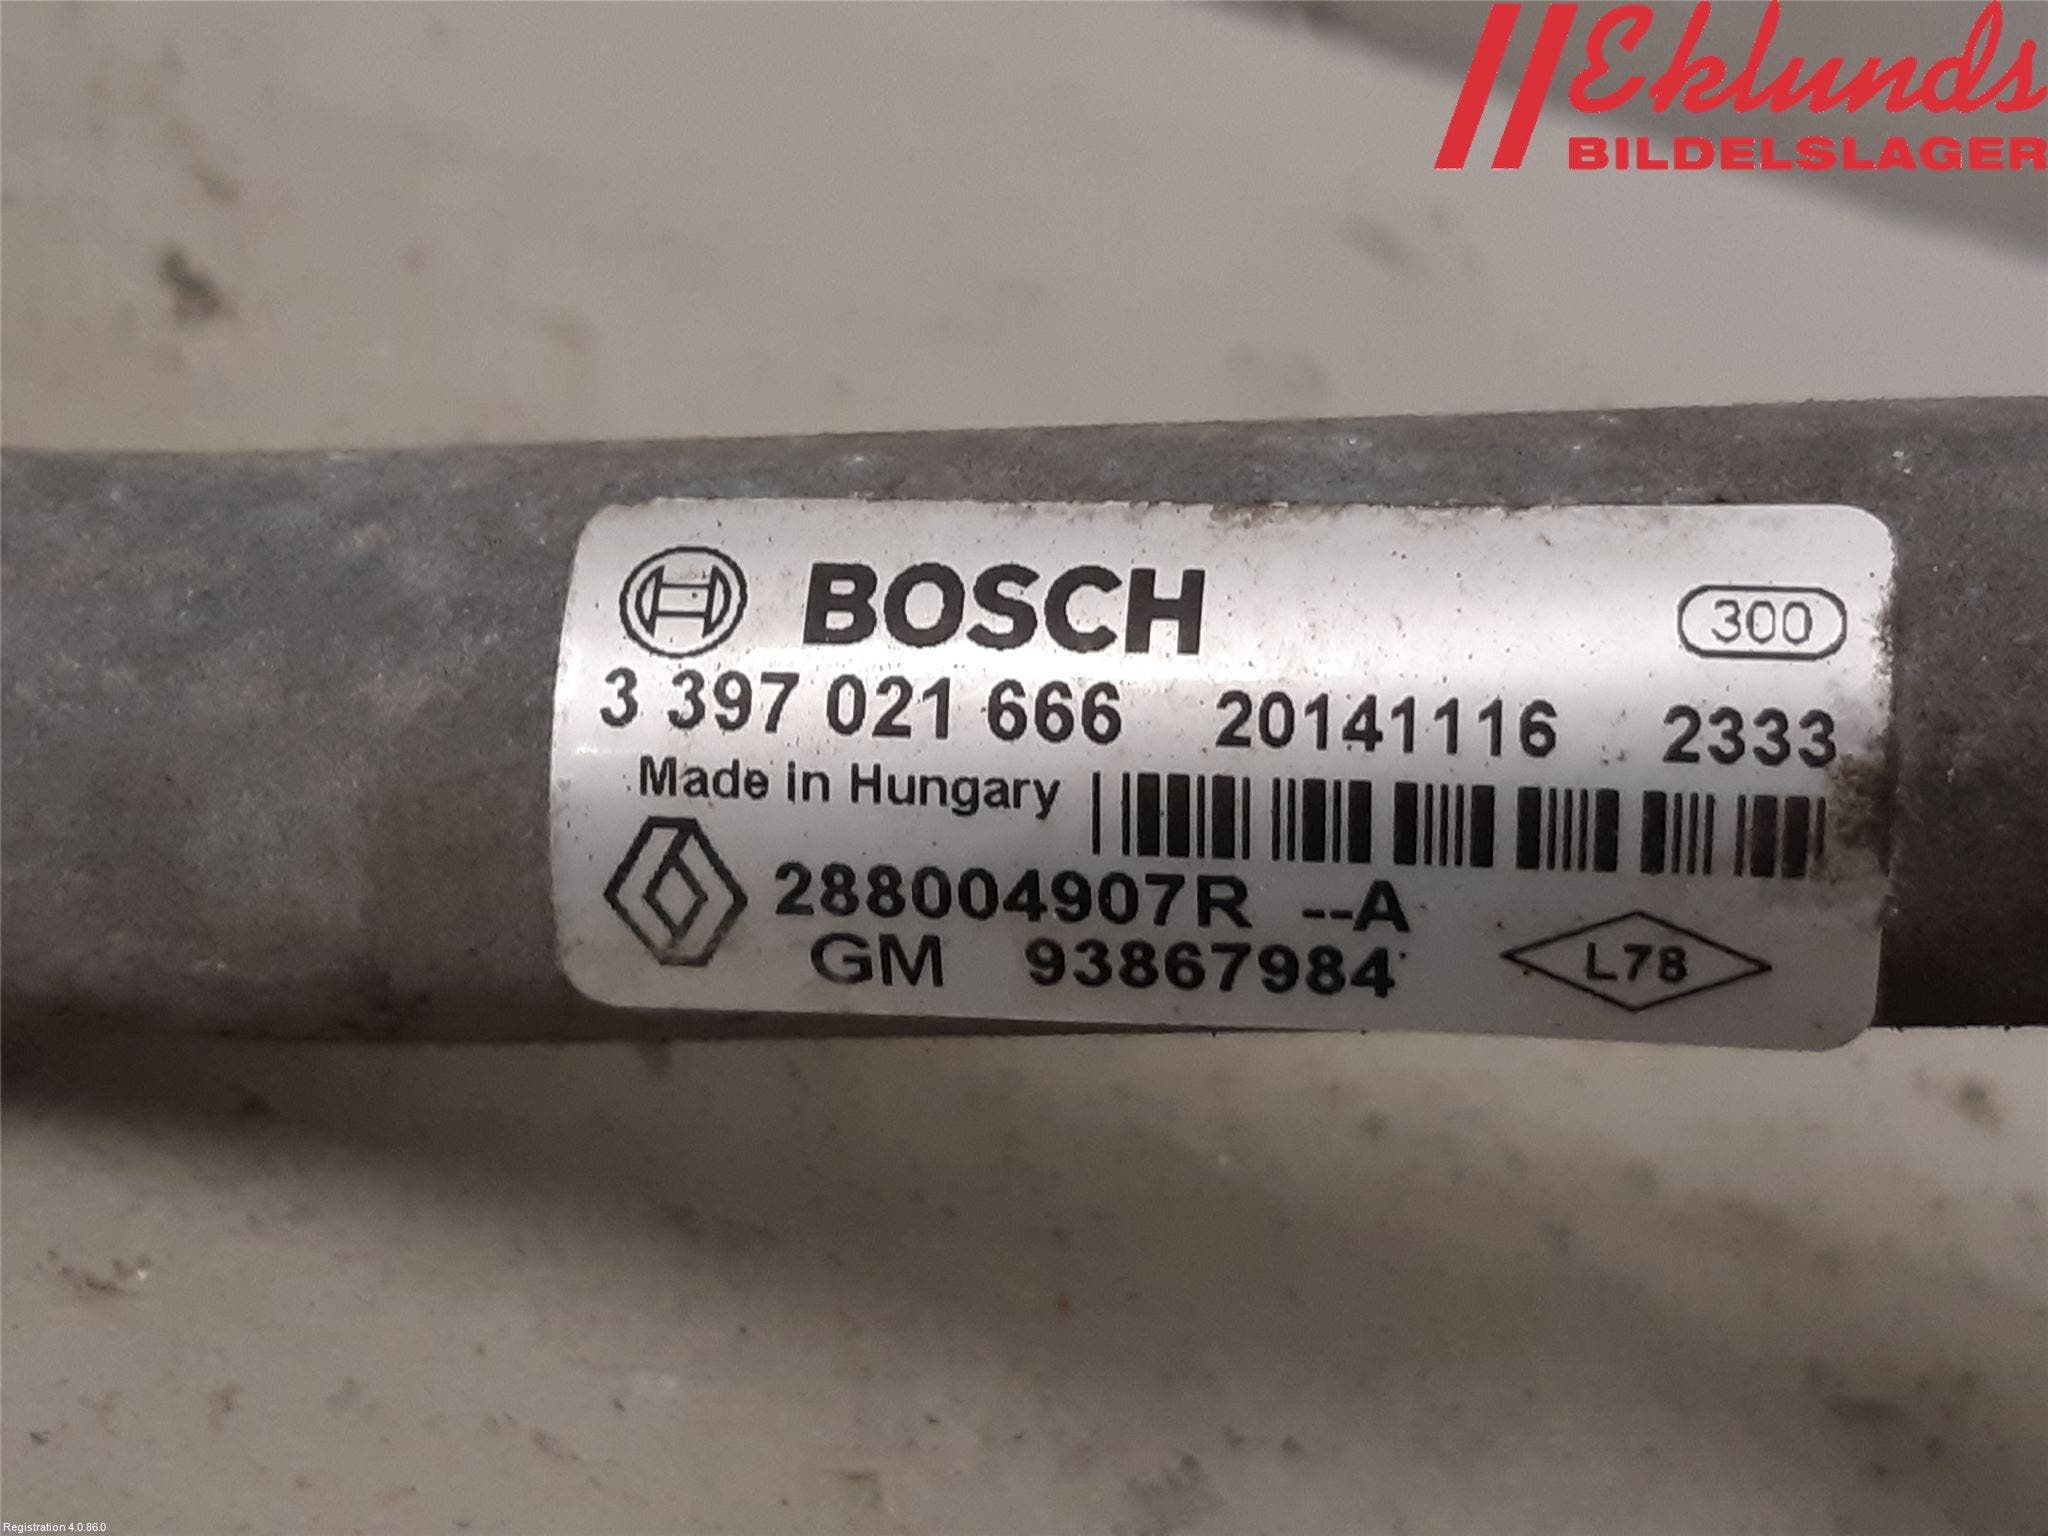 Eklunds
BILDELSLAGER
BOSCH 300
3 397 021 666 20141116 2333
Made in Hungary
288004907R --A
GM 93867984 L78
Registration 4.0.86.0